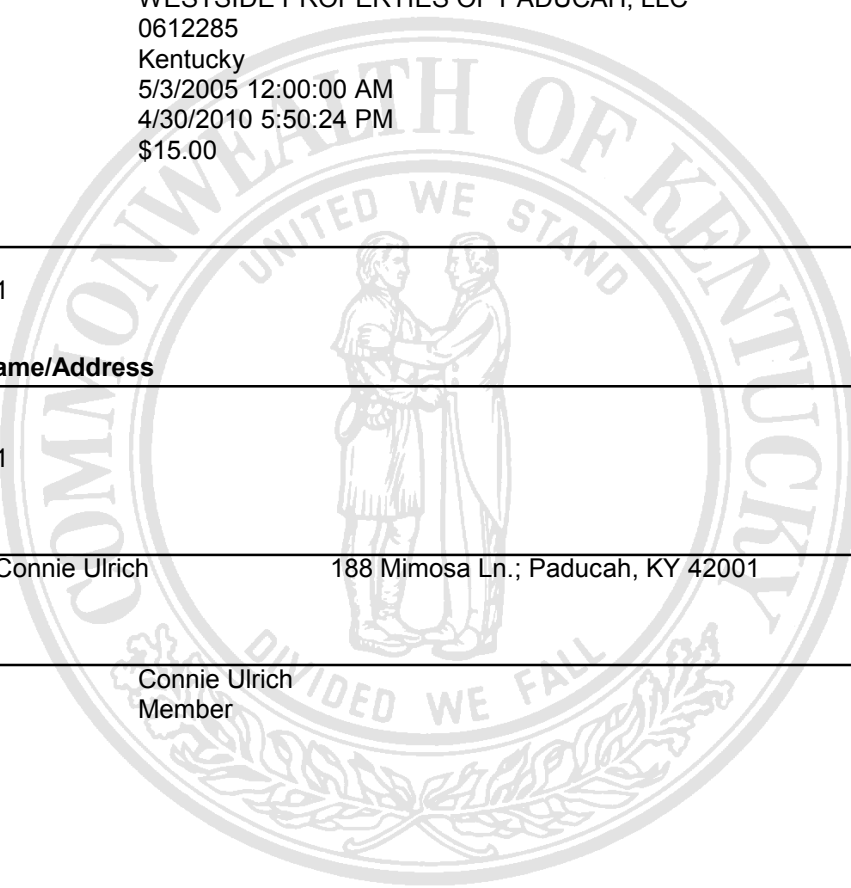 WESTSIDE PROPERTIES OF PADUCAH, LLC
0612285
Kentucky
5/3/2005 12:00:00 AM
4/30/2010 5:50:24 PM
$15.00
COMMONWEALTH OF KENTUCKY
UNITED WE STAND
1
ame/Address
1
Connie Ulrich 188 Mimosa Ln.; Paducah, KY 42001
Connie Ulrich
Member
DIVIDED WE FALL